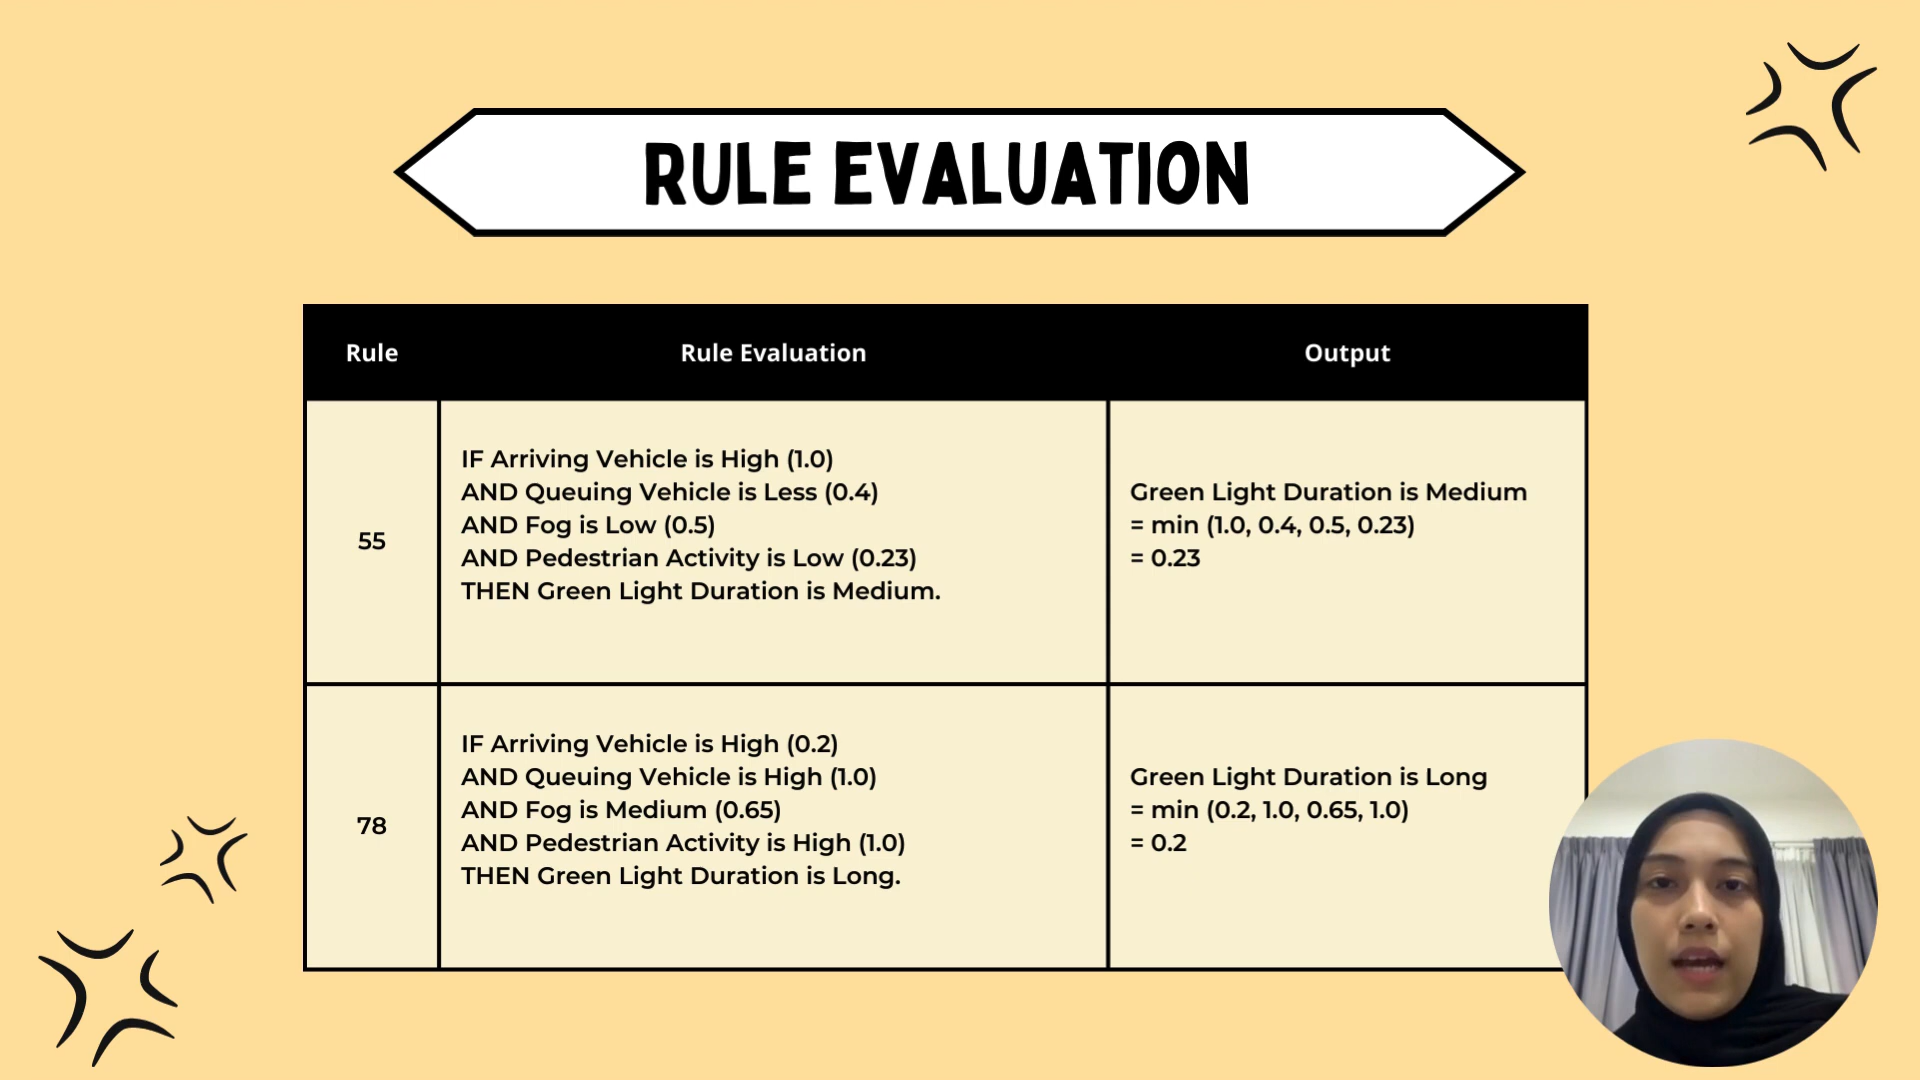 RULE EVALUATION
Rule
Rule Evaluation
Output
55
IF Arriving Vehicle is High (1.0)
AND Queuing Vehicle is Less (0.4)
AND Fog is Low (0.5)
AND Pedestrian Activity is Low (0.23)
THEN Green Light Duration is Medium.
Green Light Duration is Medium
= min (1.0, 0.4, 0.5, 0.23)
= 0.23
78
IF Arriving Vehicle is High (0.2)
AND Queuing Vehicle is High (1.0)
AND Fog is Medium (0.65)
AND Pedestrian Activity is High (1.0)
THEN Green Light Duration is Long.
Green Light Duration is Long
= min (0.2, 1.0, 0.65, 1.0)
= 0.2